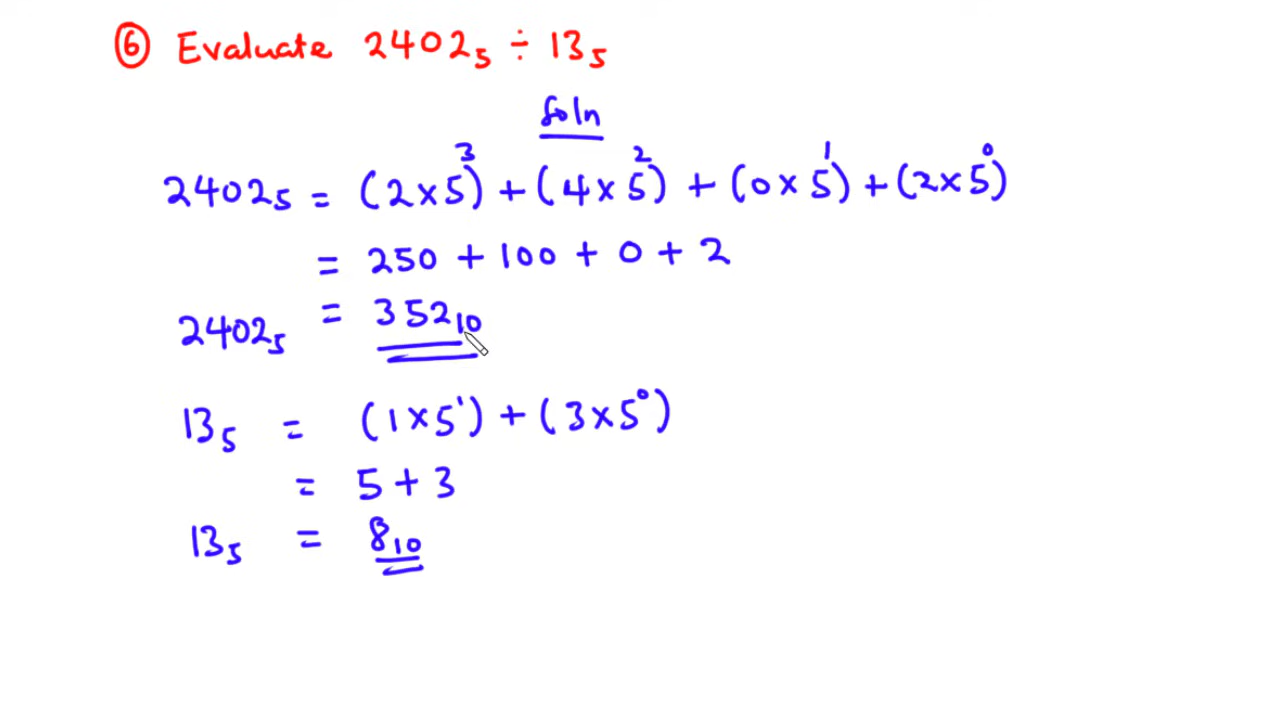 ⑥ Evaluate 2402₅ ÷ 13₅
Soln
2402₅ = (2×5³) + (4×5²) + (0×5¹) + (2×5⁰)
= 250 + 100 + 0 + 2
2402₅ = 352₁₀
13₅ = (1×5¹) + (3×5⁰)
= 5 + 3
13₅ = 8₁₀